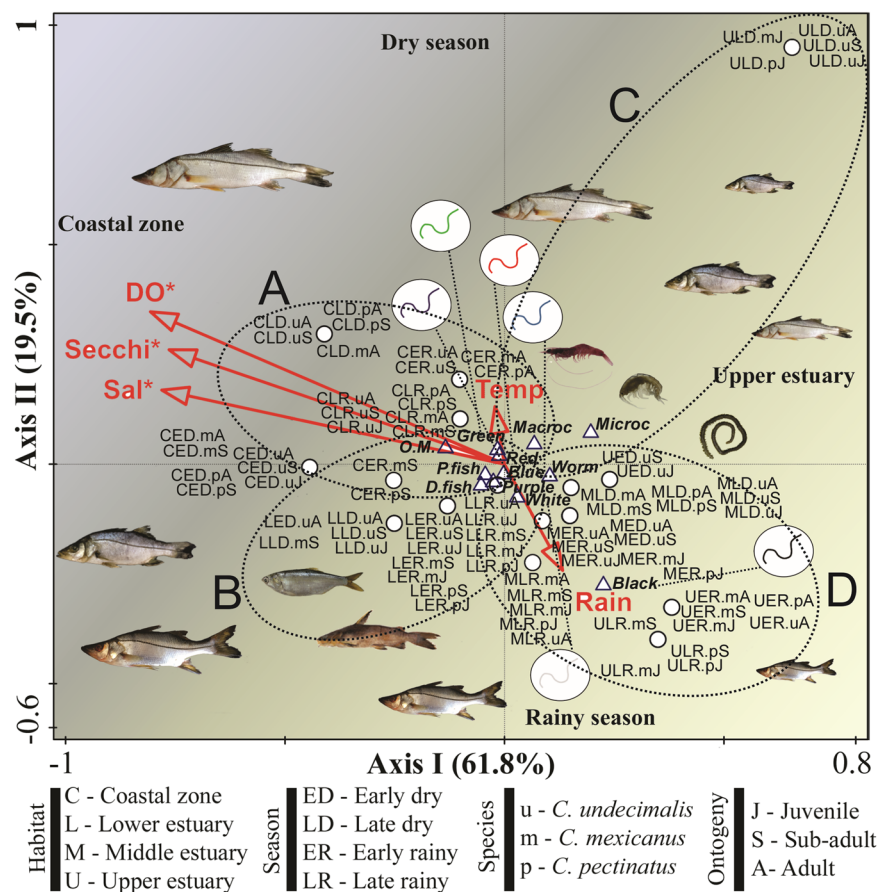 1
Dry season
ULD.mJ ULD.uA
ULD.uS
ULD.pJ ULD.uJ
C
Coastal zone
DO*
A
CLD.pA
CLD.uA CLD.pS
CLD.uS
CLD.mA
Secchi*
CER.uA CER.mA
CER.uS CER.pA
Sal*
Temp
Upper estuary
CLR.pA
CLR.uA
CLR.uS CLR.mA
CLR.uJ CLR.mS
Macroc Microc
O.M. Green
Red
CED.mA
CED.mS
CED.uA
CED.uS
CED.uJ
CED.pA
CED.pS
CER.mS
CER.pS
P.fish Blue Worm
D.fish Purple
White
UED.uS
UED.uJ
MLD.mA MLD.pA MLD.uA
MLD.mS MLD.pS MLD.uS
MLD.uJ
LED.uA LLD.uA
LLD.mS LLD.uS
LLD.uJ
LLR.uA
LER.uA LLR.uJ
LER.uS LLR.uS
LER.uJ LLR.mJ
LER.mS LLR.pJ
LER.mJ
LER.pS
LER.pJ
MER.uA MED.uA
MER.uS MED.uS
MER.uJ MER.mJ
MER.pJ
MLR.mA
MLR.mS
MLR.mJ
MLR.pJ
MLR.uA
B
Black
Rain
D
UER.mA UER.pA
UER.mS
UER.mJ UER.uA
ULR.mS
ULR.pS
ULR.pJ
ULR.mJ
Rainy season
Axis II (19.5%)
-0.6
-1
Axis I (61.8%)
0.8
Habitat
C - Coastal zone
L - Lower estuary
M - Middle estuary
U - Upper estuary
Season
ED - Early dry
LD - Late dry
ER - Early rainy
LR - Late rainy
Species
u - C. undecimalis
m - C. mexicanus
p - C. pectinatus
Ontogeny
J - Juvenile
S - Sub-adult
A- Adult